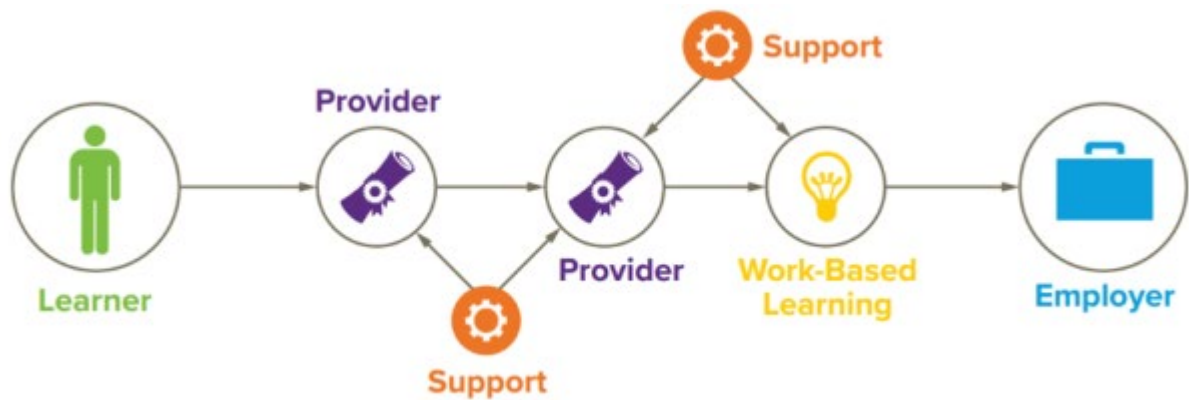 Support
Provider
Learner
Provider
Work-Based
Learning
Employer
Support